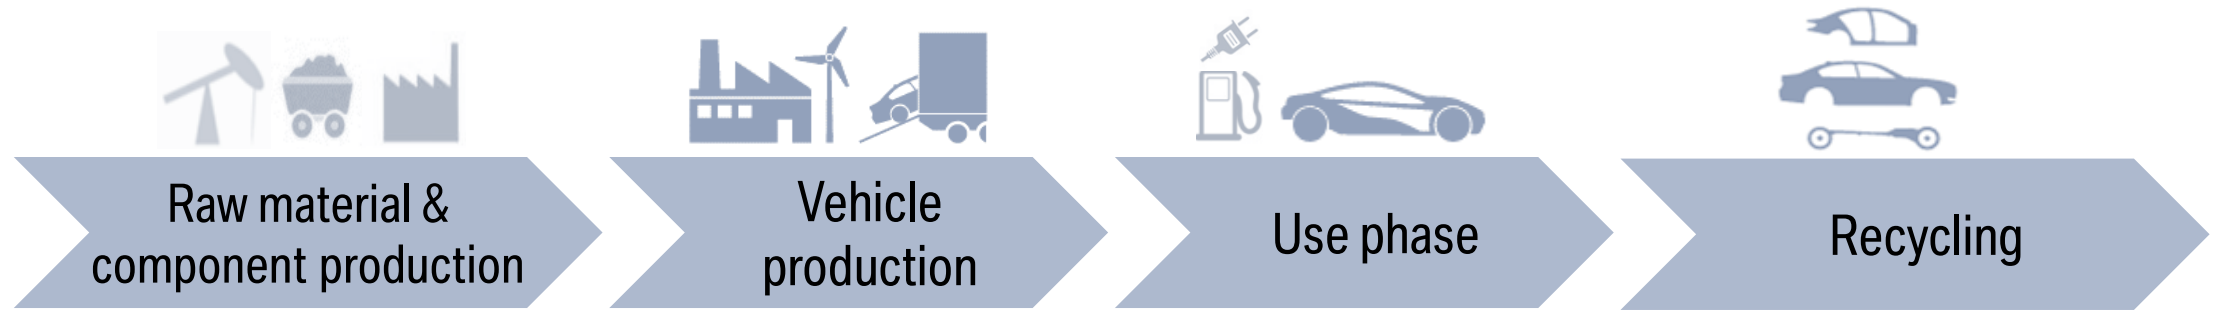 Raw material &
component production
Vehicle
production
Use phase
Recycling